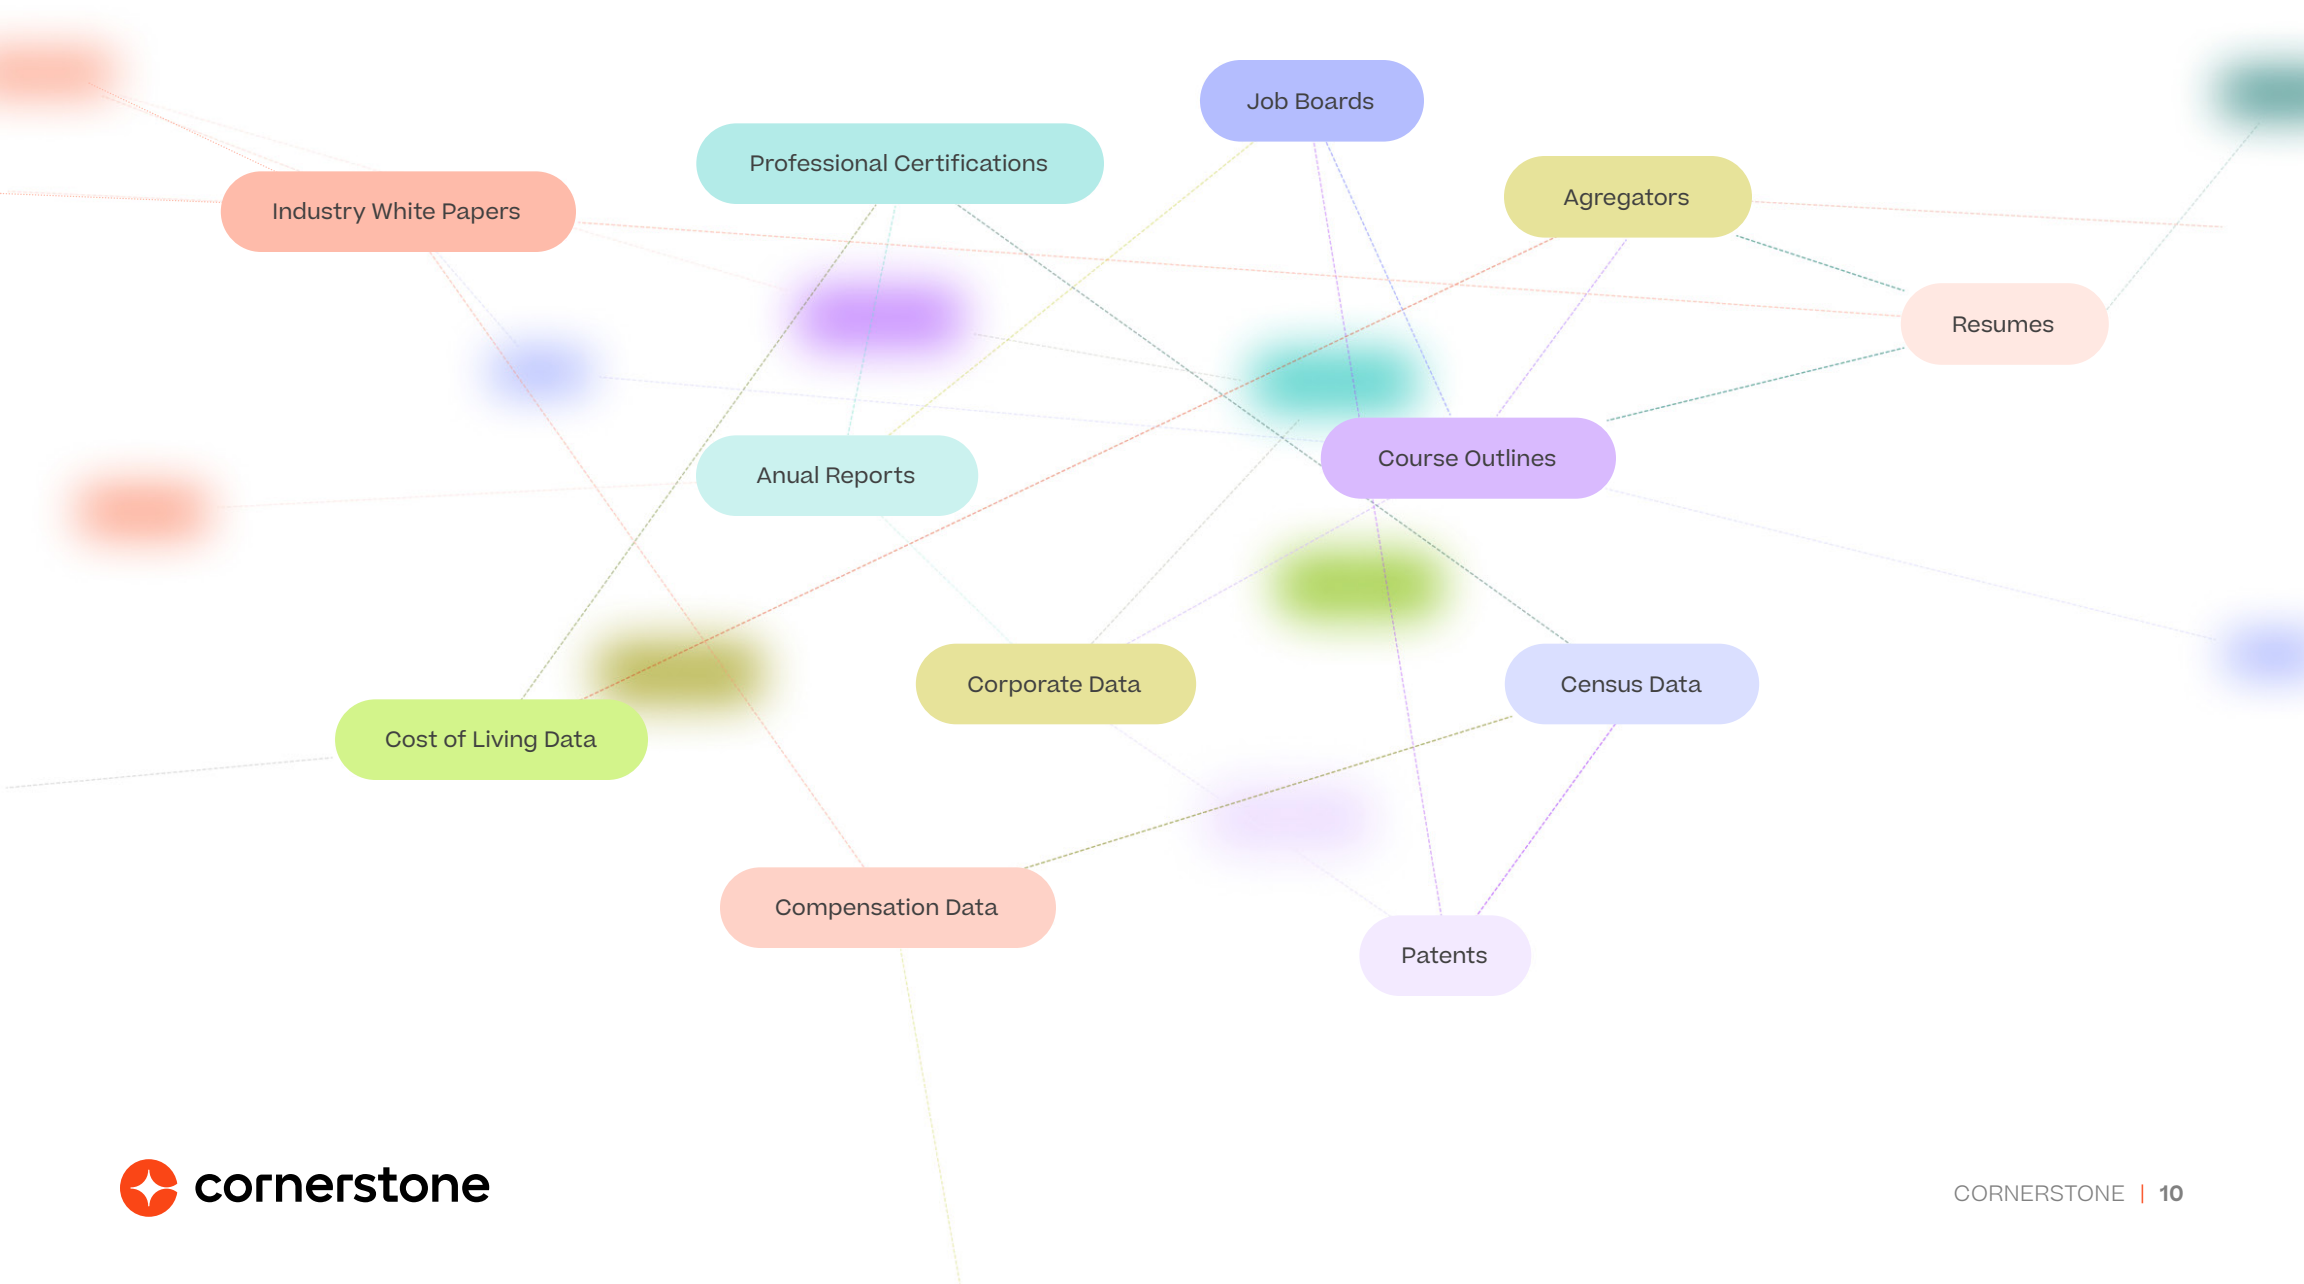 Job Boards
Professional Certifications
Agregators
Industry White Papers
Resumes
Course Outlines
Anual Reports
Corporate Data
Census Data
Cost of Living Data
Compensation Data
Patents
cornerstone
CORNERSTONE | 10